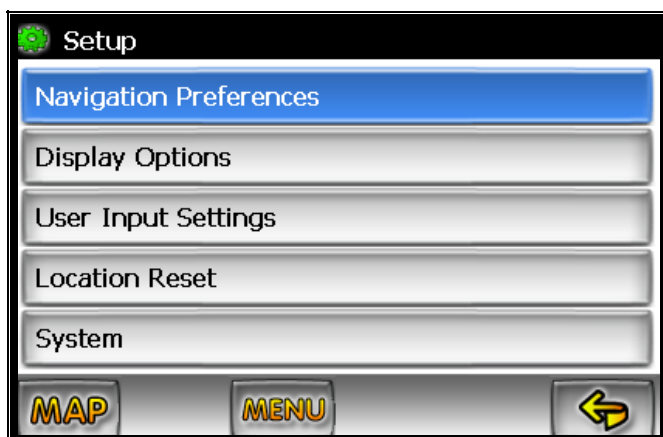 Setup
Navigation Preferences
Display Options
User Input Settings
Location Reset
System
MAP MENU